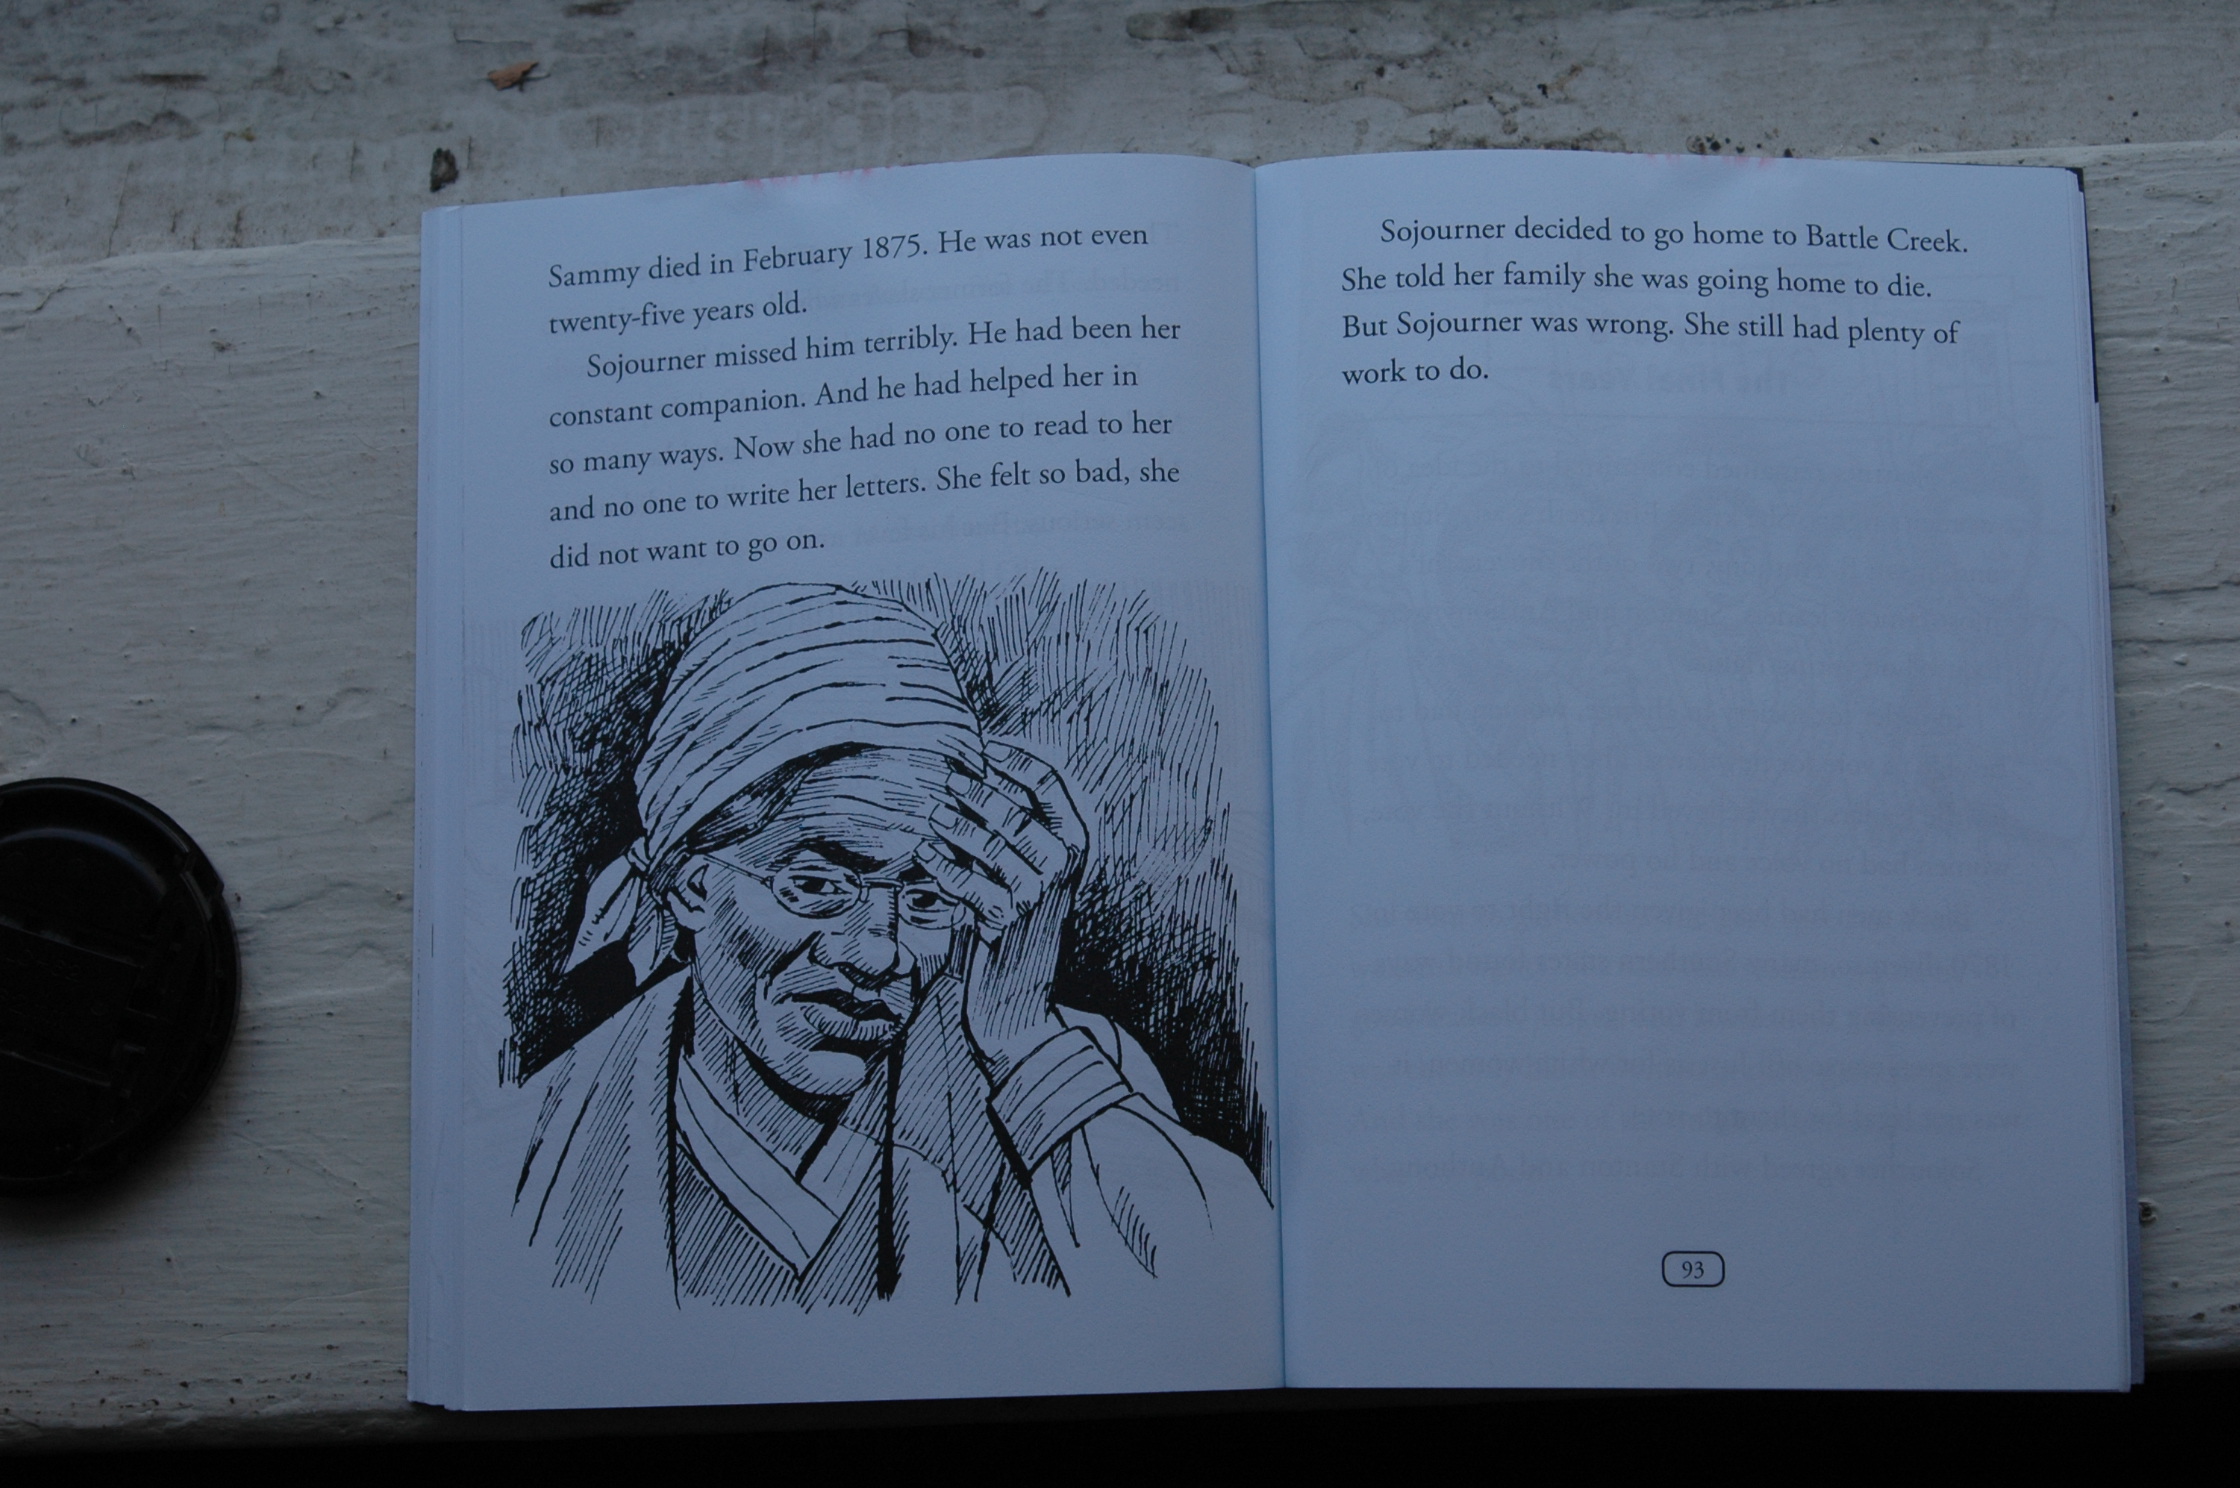 Sammy died in February 1875. He was not even
twenty-five years old.
Sojourner missed him terribly. He had been her
constant companion. And he had helped her in
so many ways. Now she had no one to read to her
and no one to write her letters. She felt so bad, she
did not want to go on.
Sojourner decided to go home to Battle Creek.
She told her family she was going home to die.
But Sojourner was wrong. She still had plenty of
work to do.
93